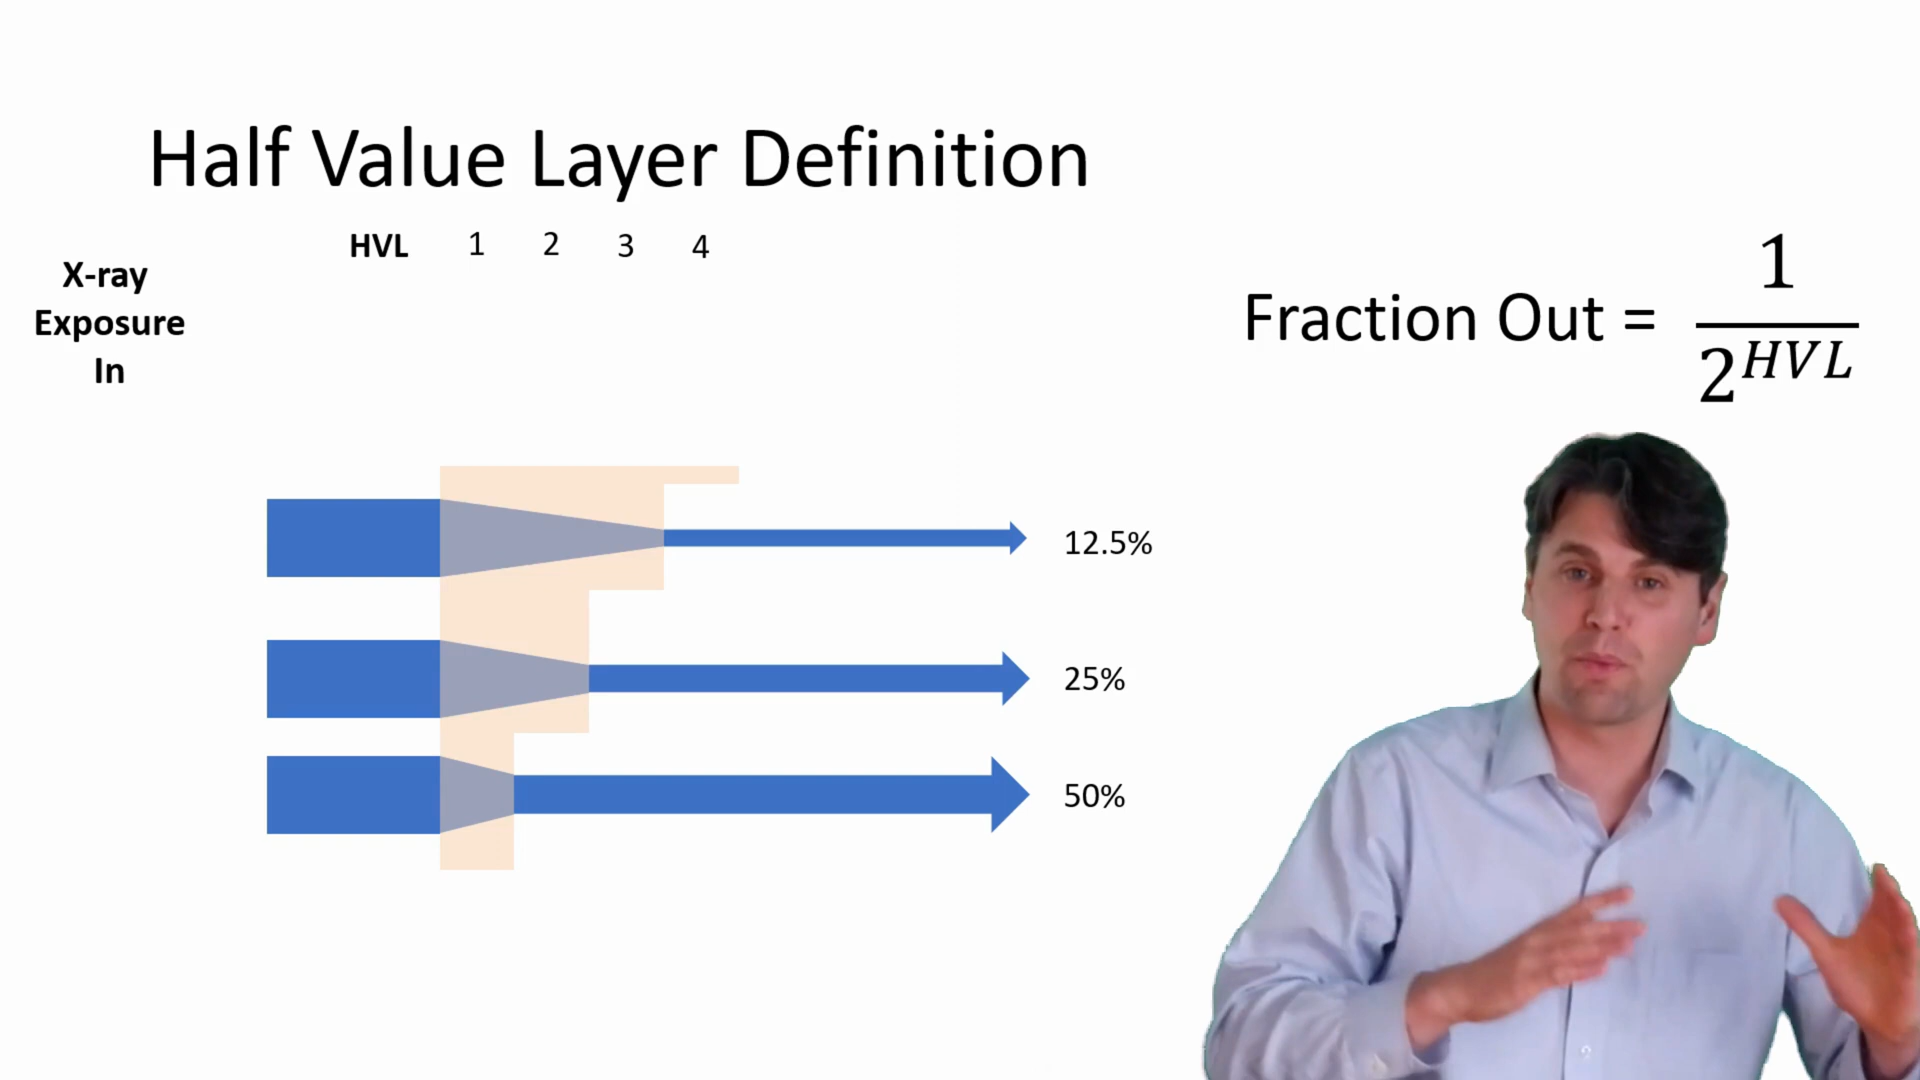 Half Value Layer Definition
HVL 1 2 3 4
X-ray
Exposure
In
Fraction Out = 1 / 2^HVL
12.5%
25%
50%